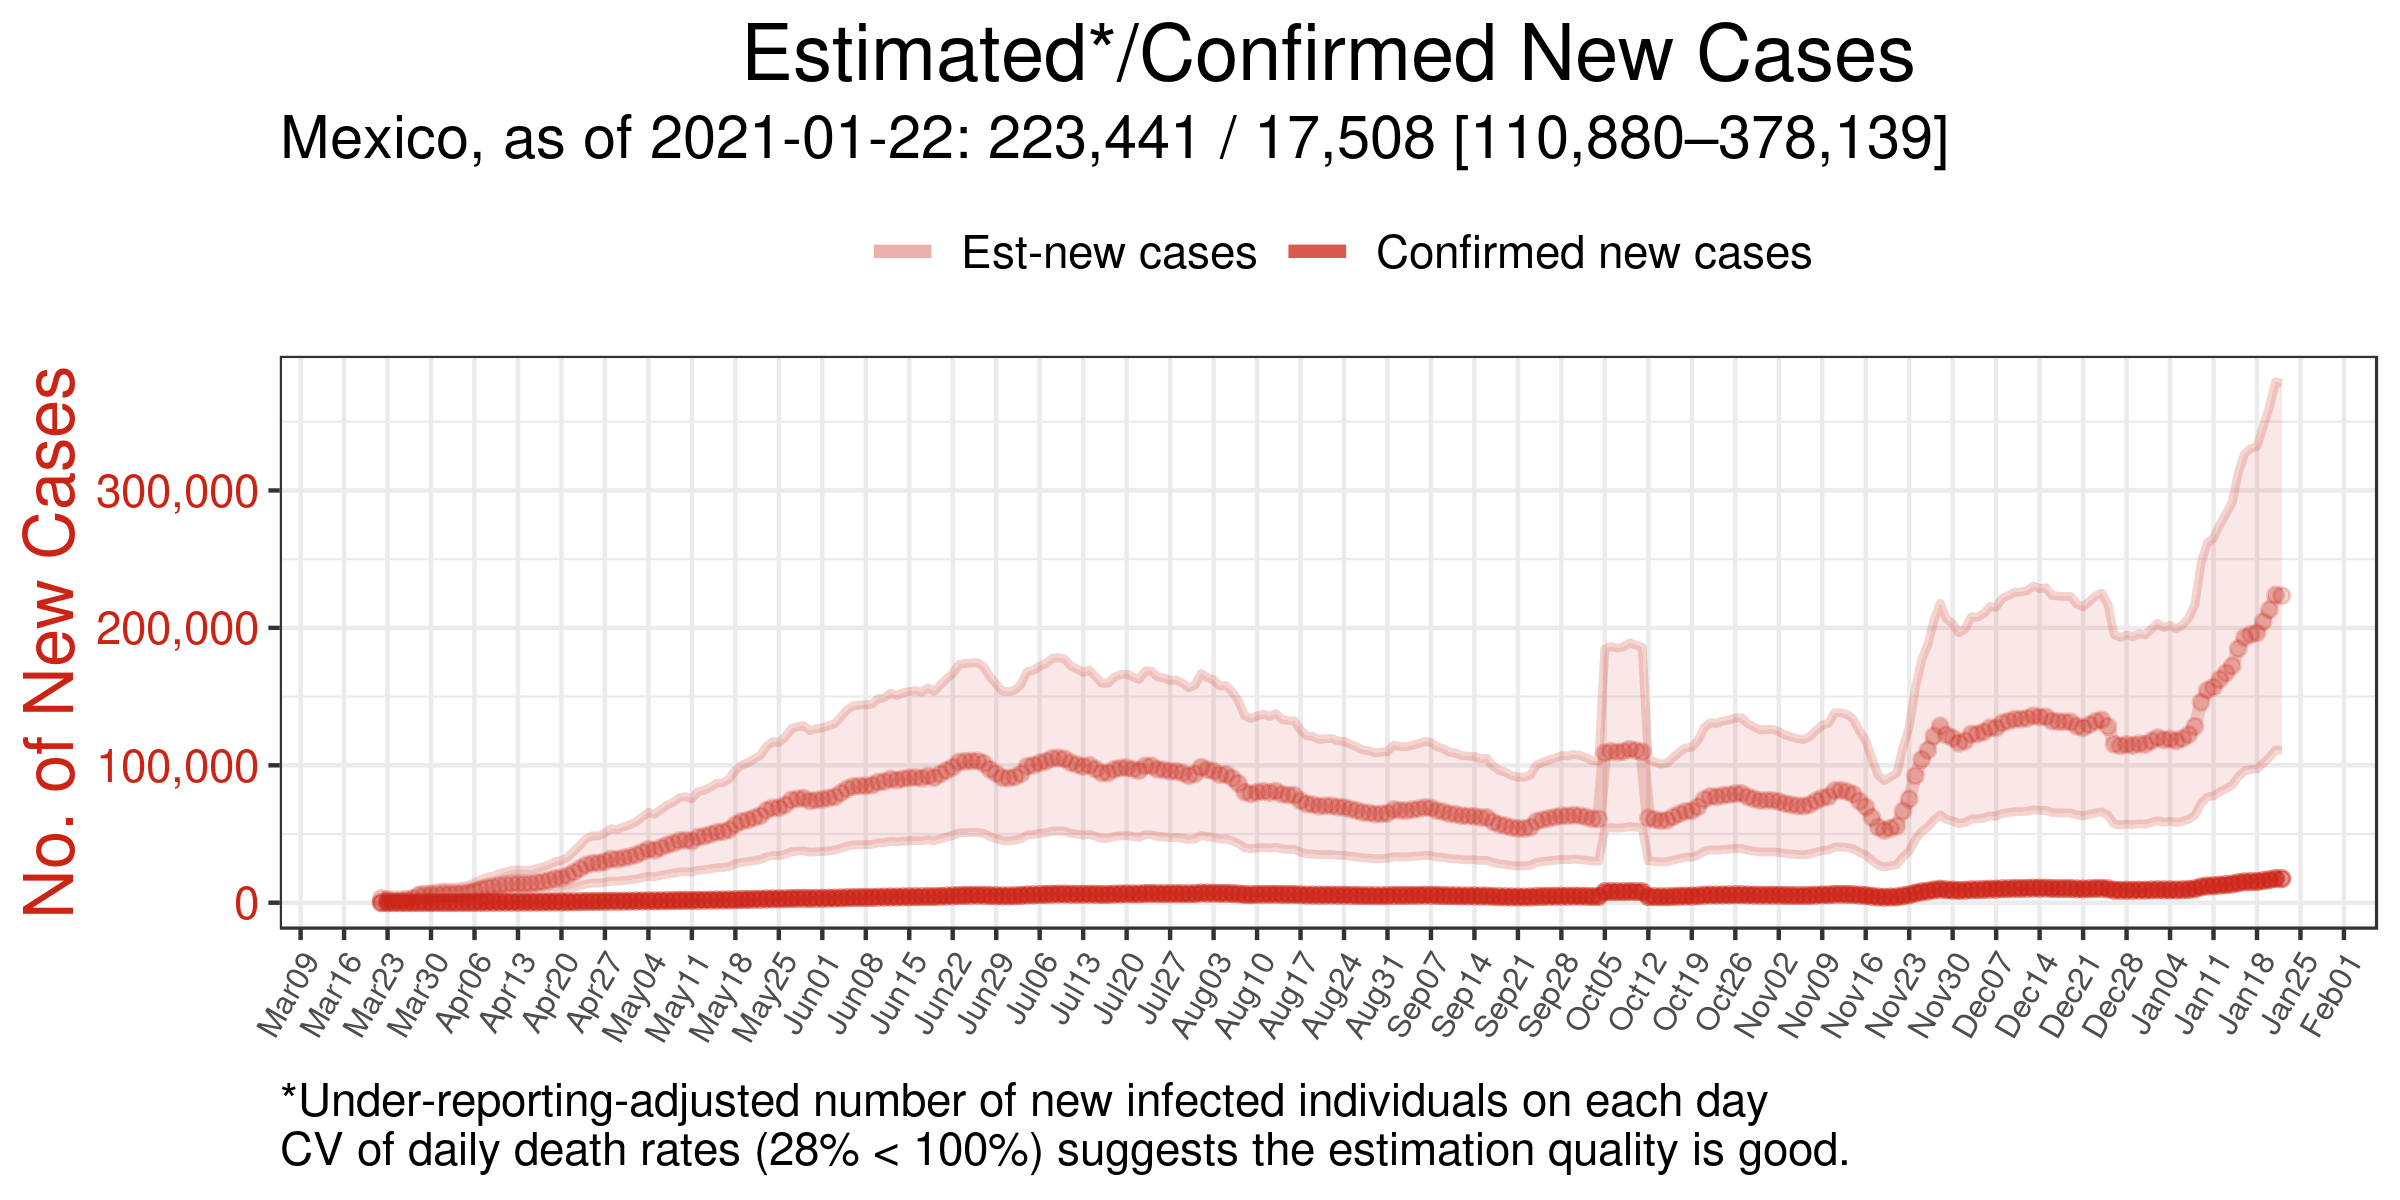 Estimated*/Confirmed New Cases
Mexico, as of 2021-01-22: 223,441 / 17,508 [110,880–378,139]
Est-new cases
Confirmed new cases
No. of New Cases
300,000
200,000
100,000
0
Mar09
Mar16
Mar23
Mar30
Apr06
Apr13
Apr20
Apr27
May04
May11
May18
May25
Jun01
Jun08
Jun15
Jun22
Jun29
Jul06
Jul13
Jul20
Jul27
Aug03
Aug10
Aug17
Aug24
Aug31
Sep07
Sep14
Sep21
Sep28
Oct05
Oct12
Oct19
Oct26
Nov02
Nov09
Nov16
Nov23
Nov30
Dec07
Dec14
Dec21
Dec28
Jan04
Jan11
Jan18
Jan25
Feb01
*Under-reporting-adjusted number of new infected individuals on each day
CV of daily death rates (28% < 100%) suggests the estimation quality is good.